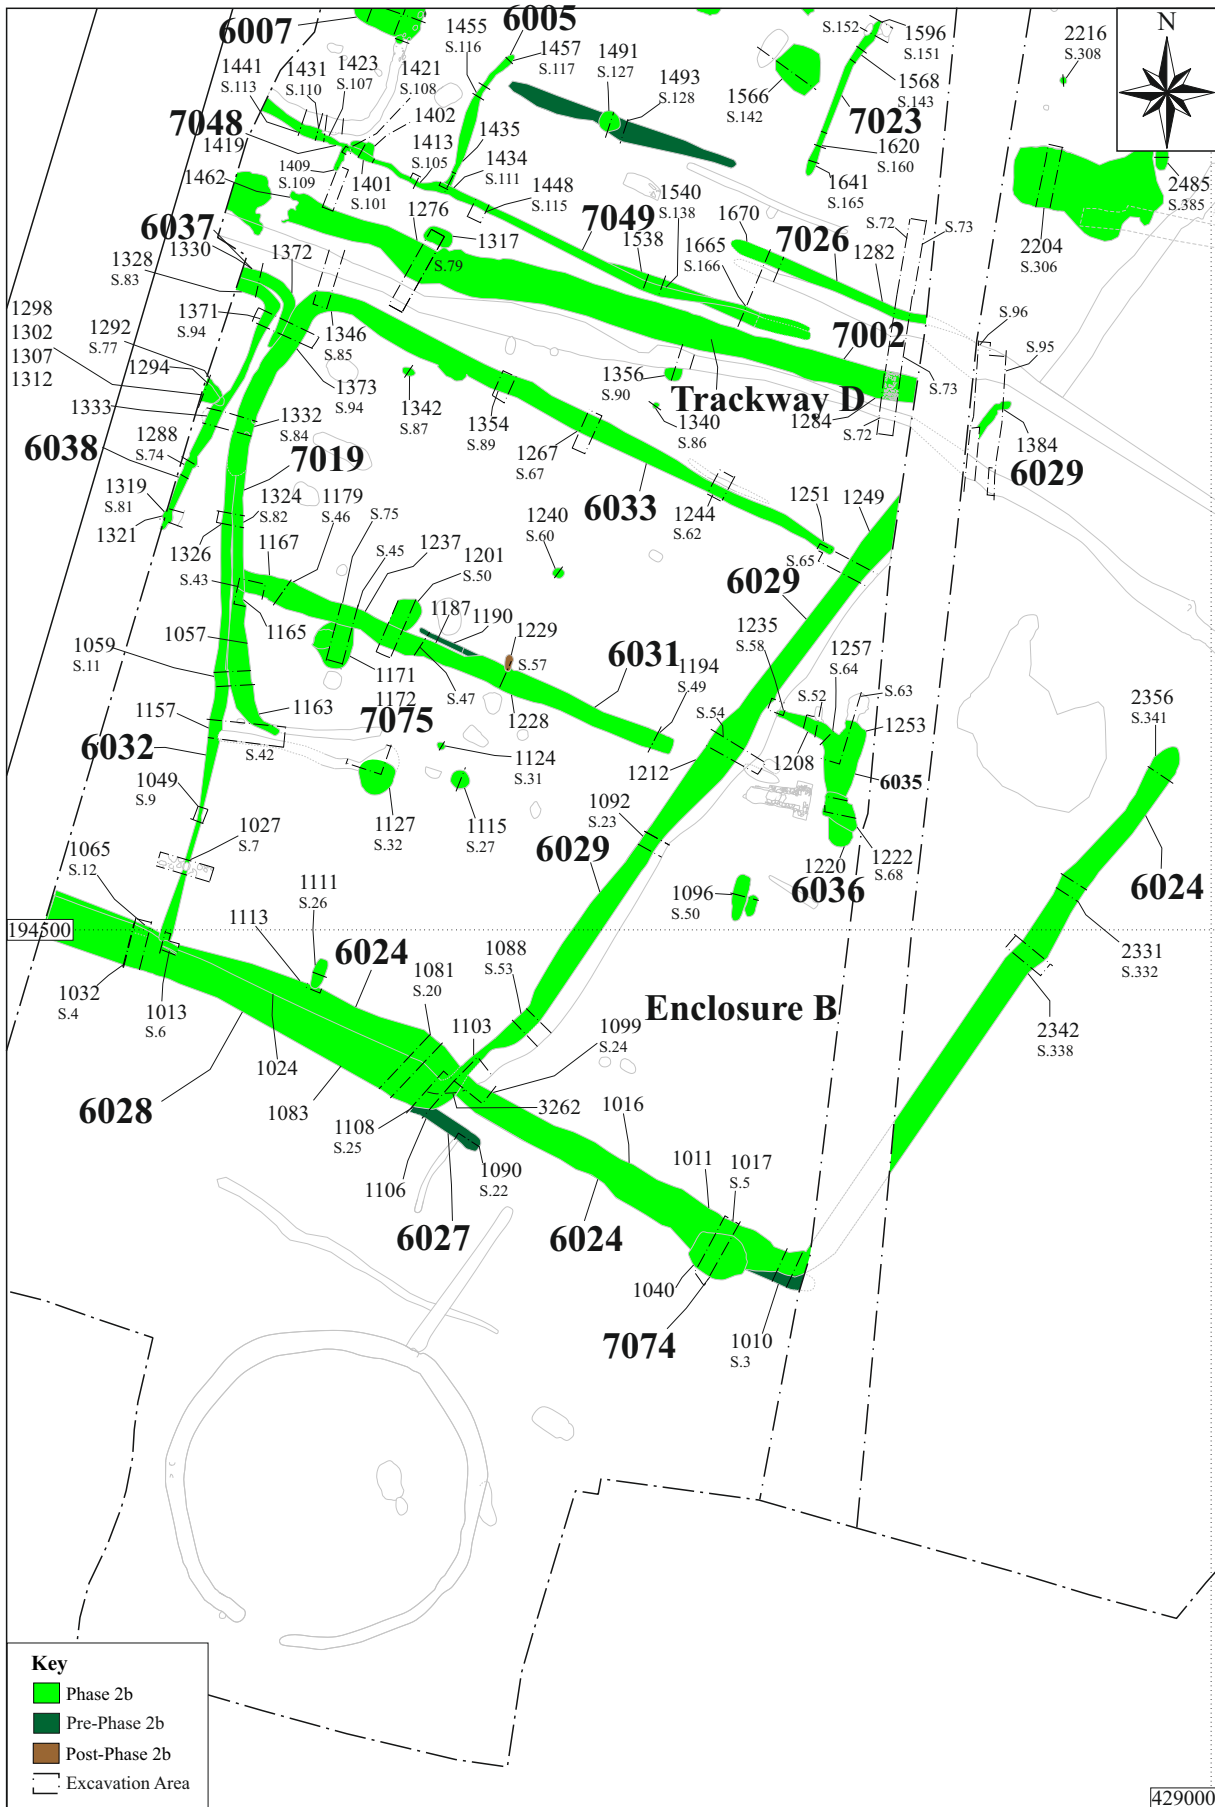 6007
1455
S.116
6005
1457
S.117
1491
S.127
1493
S.128
S.152
1596
S.151
2216
S.308
N
1441
S.113
1431
S.110
1423
S.107
1421
S.108
1402
1566
S.142
1568
S.143
7023
1620
S.160
7048
1419
1413
S.105
1435
1434
S.111
1409
S.109
1401
S.101
1448
S.115
1641
S.165
2485
S.385
1462
1276
1540
S.138
1670
S.72
S.73
7049
7026
6037
1330
1372
1317
1538
1665
S.166
1282
2204
S.306
1328
S.83
S.79
1298
1302
1307
1312
1371
S.94
S.96
1292
S.77
1346
S.85
7002
S.95
1294
1373
S.94
1356
S.90
S.73
1333
1342
S.87
Trackway D
1332
S.84
1354
S.89
1340
S.86
1284
S.72
1384
6038
1288
S.74
7019
1267
S.67
6029
1319
S.81
1324
S.82
1179
S.46
S.75
6033
1251
1249
1321
1326
1240
S.60
1244
S.62
S.43
1167
S.45
1237
1201
S.50
S.65
6029
1187
1190
1059
S.11
1057
1165
1229
S.57
6031
1235
S.58
1257
S.64
1194
S.49
1171
1172
S.47
S.52
S.63
2356
S.341
1157
1163
7075
1228
S.54
1253
6032
S.42
1124
S.31
1212
1208
6035
1049
S.9
1092
S.23
1127
S.32
1115
S.27
6029
1027
S.7
1065
S.12
1111
S.26
1220
1222
S.68
6036
6024
1096
S.50
1113
194500
6024
1088
S.53
2331
S.332
1032
S.4
1013
S.6
1081
S.20
Enclosure B
1103
1099
S.24
2342
S.338
1024
6028
1083
3262
1016
1108
S.25
1011
1017
S.5
1106
1090
S.22
6027
6024
1040
7074
1010
S.3
Key
Phase 2b
Pre-Phase 2b
Post-Phase 2b
Excavation Area
429000